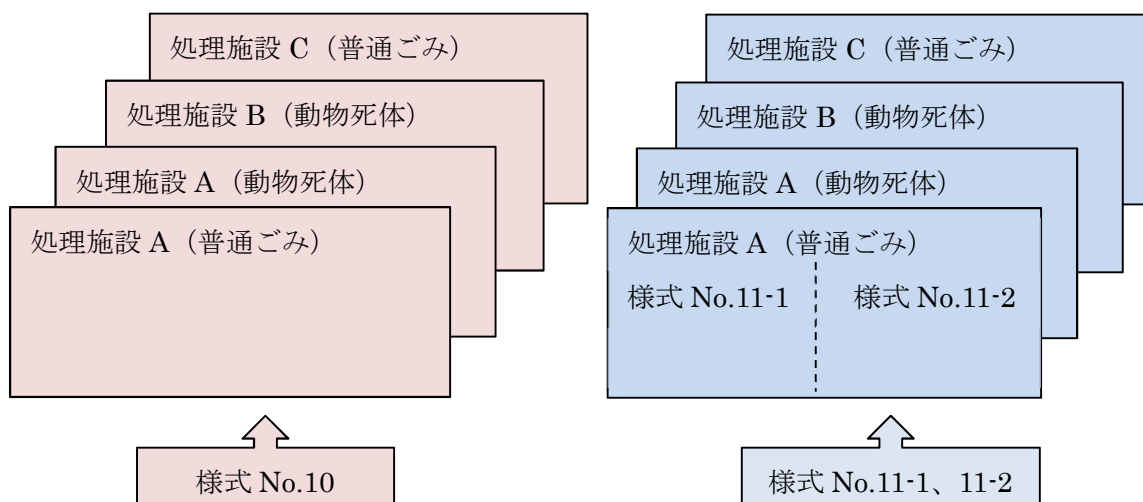 処理施設 C（普通ごみ）
処理施設 B（動物死体）
処理施設 A（動物死体）
処理施設 A（普通ごみ）
様式 No.10
処理施設 C（普通ごみ）
処理施設 B（動物死体）
処理施設 A（動物死体）
処理施設 A（普通ごみ）
様式 No.11-1
様式 No.11-2
様式 No.11-1、11-2